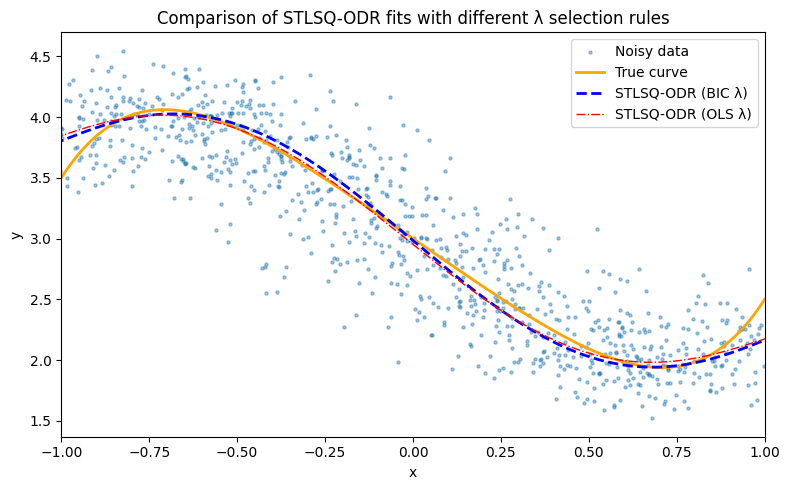 Comparison of STLSQ-ODR fits with different λ selection rules
Noisy data
True curve
STLSQ-ODR (BIC λ)
STLSQ-ODR (OLS λ)
y
4.5
4.0
3.5
3.0
2.5
2.0
1.5
−1.00 −0.75 −0.50 −0.25 0.00 0.25 0.50 0.75 1.00
x